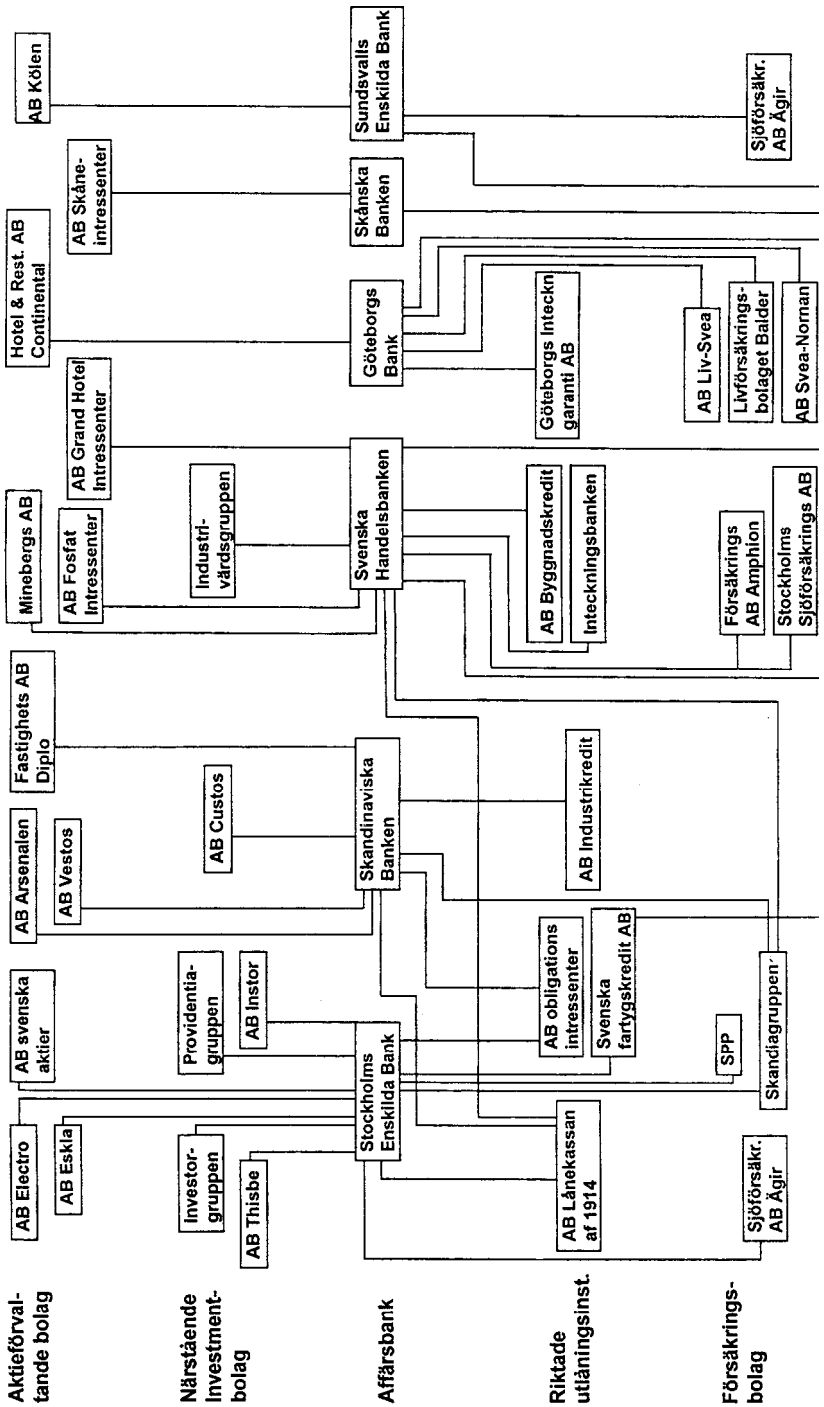 Aktieförval-
tande bolag
AB Electro
AB Eskla
AB svenska
aktier
AB Arsenalen
AB Vestos
Fastighets AB
Diplo
Minebergs AB
AB Fosfat
Intressenter
AB Grand Hotel
Intressenter
Hotel & Rest. AB
Continental
AB Skåne-
intressenter
AB Kölen
Närstående
Investment-
bolag
Investor-
gruppen
AB Thisbe
Providentia-
gruppen
AB Instor
AB Custos
Industri-
värdsgruppen
Affärsbank
Stockholms
Enskilda Bank
Skandinaviska
Banken
Svenska
Handelsbanken
Göteborgs
Bank
Skånska
Banken
Sundsvalls
Enskilda Bank
Riktade
utlåningsinst.
AB Lånekassan
af 1914
AB obligations
intressenter
Svenska
fartygskredit AB
AB Industrikredit
AB Byggnadskredit
Inteckningsbanken
Göteborgs Inteckn
garanti AB
Försäkrings-
bolag
Sjöförsäkr.
AB Ägir
SPP
Skandiagruppen
Försäkrings
AB Amphion
Stockholms
Sjöförsäkrings AB
AB Liv-Svea
Livförsäkrings-
bolaget Balder
AB Svea-Nornan
Sjöförsäkr.
AB Ägir